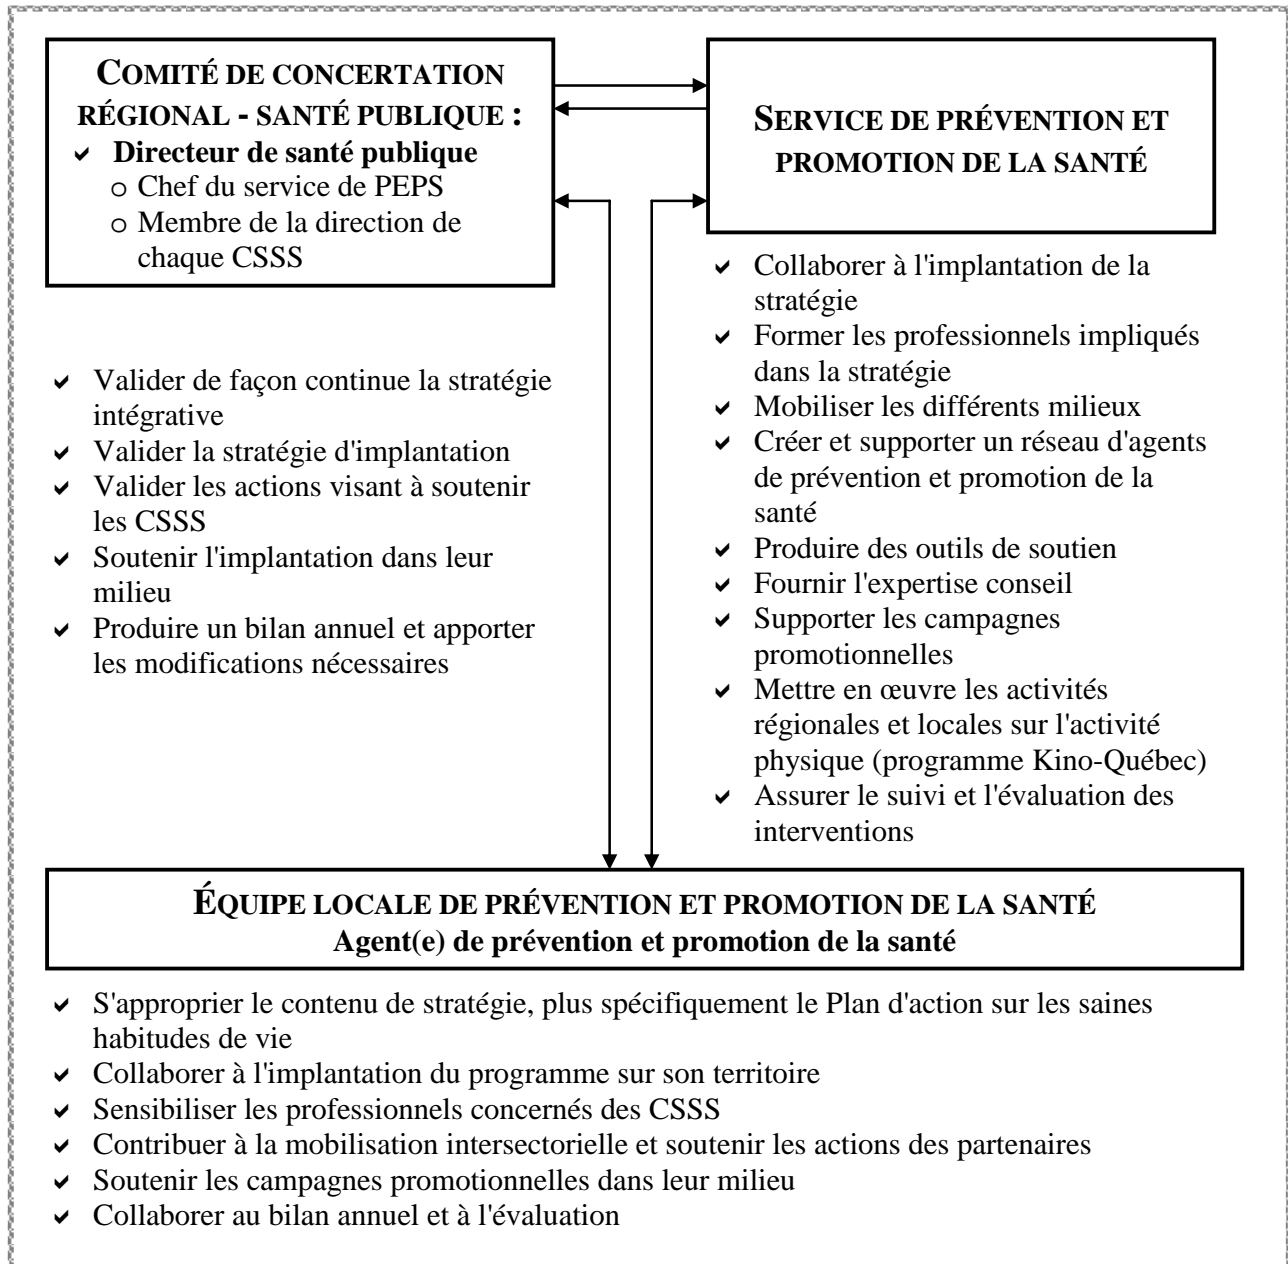 COMITÉ DE CONCERTATION
RÉGIONAL - SANTÉ PUBLIQUE :
✓ Directeur de santé publique
o Chef du service de PEPS
o Membre de la direction de
chaque CSSS
✓ Valider de façon continue la stratégie
intégrative
✓ Valider la stratégie d'implantation
✓ Valider les actions visant à soutenir
les CSSS
✓ Soutenir l'implantation dans leur
milieu
✓ Produire un bilan annuel et apporter
les modifications nécessaires
SERVICE DE PRÉVENTION ET
PROMOTION DE LA SANTÉ
✓ Collaborer à l'implantation de la
stratégie
✓ Former les professionnels impliqués
dans la stratégie
✓ Mobiliser les différents milieux
✓ Créer et supporter un réseau d'agents
de prévention et promotion de la
santé
✓ Produire des outils de soutien
✓ Fournir l'expertise conseil
✓ Supporter les campagnes
promotionnelles
✓ Mettre en œuvre les activités
régionales et locales sur l'activité
physique (programme Kino-Québec)
✓ Assurer le suivi et l'évaluation des
interventions
ÉQUIPE LOCALE DE PRÉVENTION ET PROMOTION DE LA SANTÉ
Agent(e) de prévention et promotion de la santé
✓ S'approprier le contenu de stratégie, plus spécifiquement le Plan d'action sur les saines
habitudes de vie
✓ Collaborer à l'implantation du programme sur son territoire
✓ Sensibiliser les professionnels concernés des CSSS
✓ Contribuer à la mobilisation intersectorielle et soutenir les actions des partenaires
✓ Soutenir les campagnes promotionnelles dans leur milieu
✓ Collaborer au bilan annuel et à l'évaluation